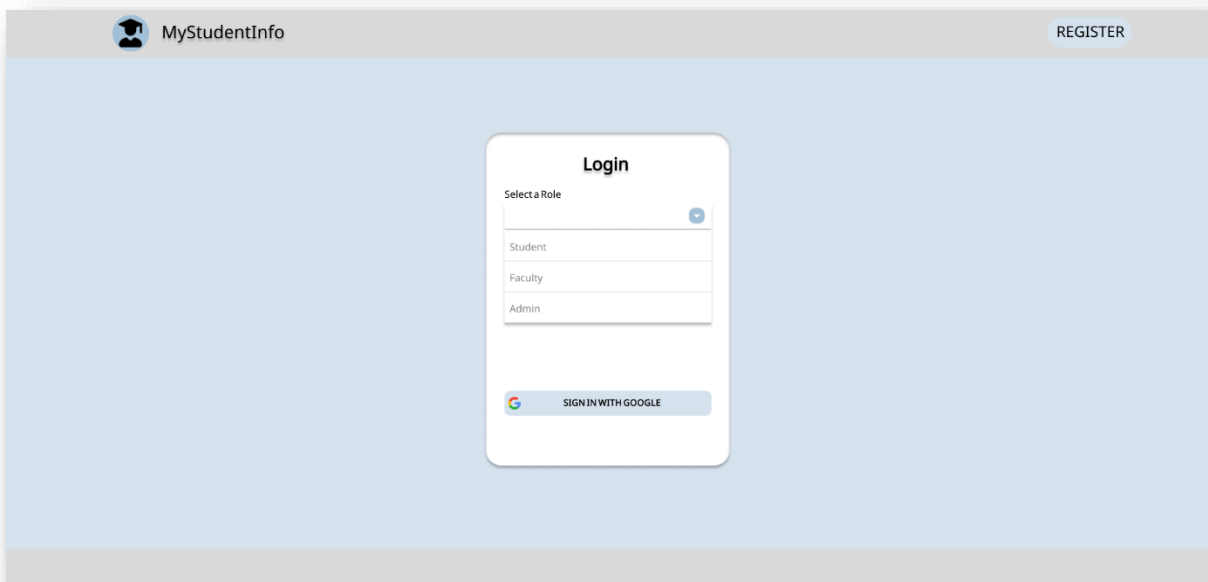 MyStudentInfo
REGISTER
Login
Select a Role
Student
Faculty
Admin
SIGN IN WITH GOOGLE